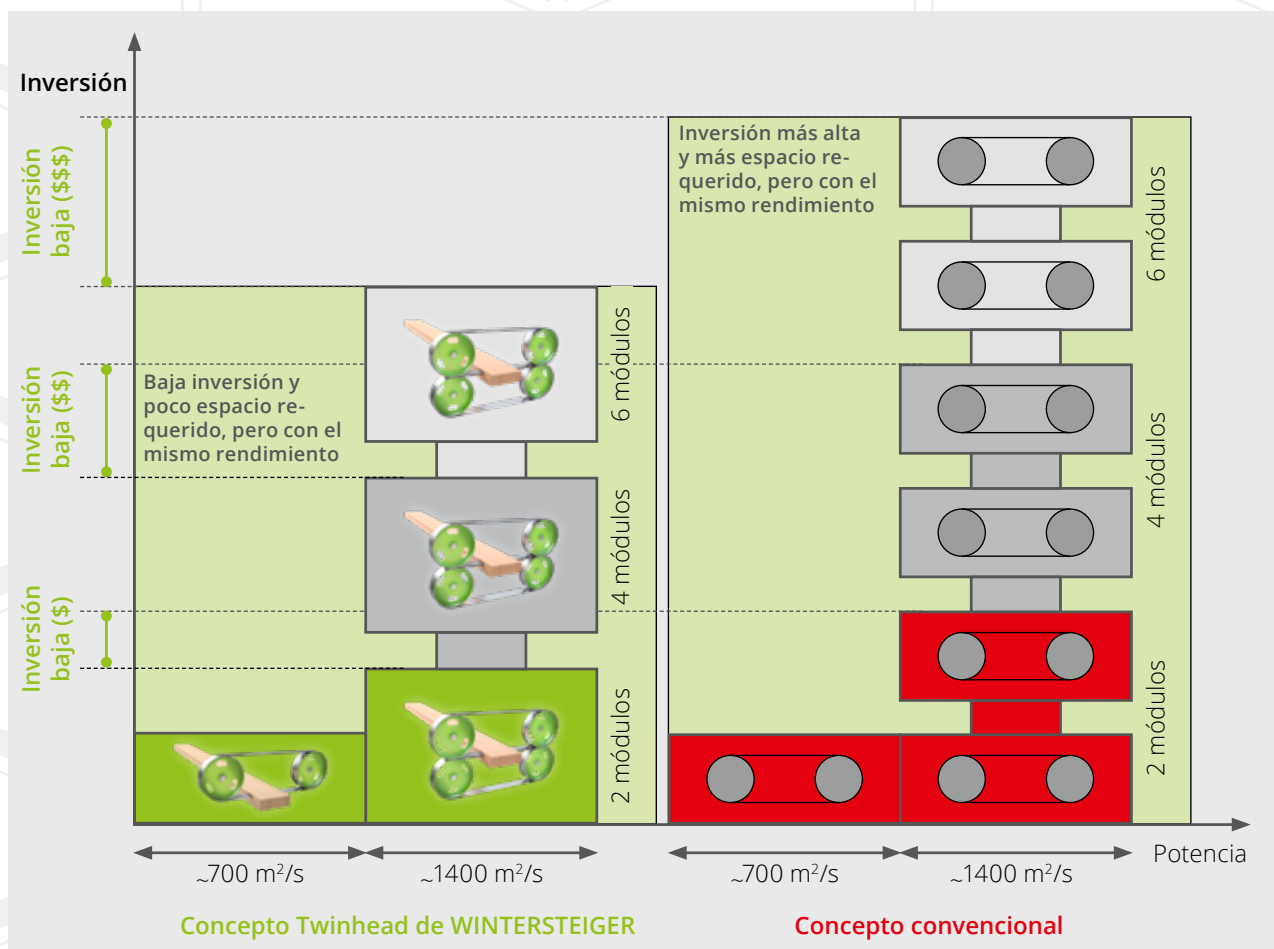 Inversión
Inversión
baja ($$$)
Inversión
baja ($$)
Inversión
baja ($)
Baja inversión y
poco espacio re-
querido, pero con el
mismo rendimiento
6 módulos
4 módulos
2 módulos
Inversión más alta
y más espacio re-
querido, pero con el
mismo rendimiento
6 módulos
4 módulos
2 módulos
~700 m²/s
~1400 m²/s
~700 m²/s
~1400 m²/s
Potencia
Concepto Twinhead de WINTERSTEIGER
Concepto convencional